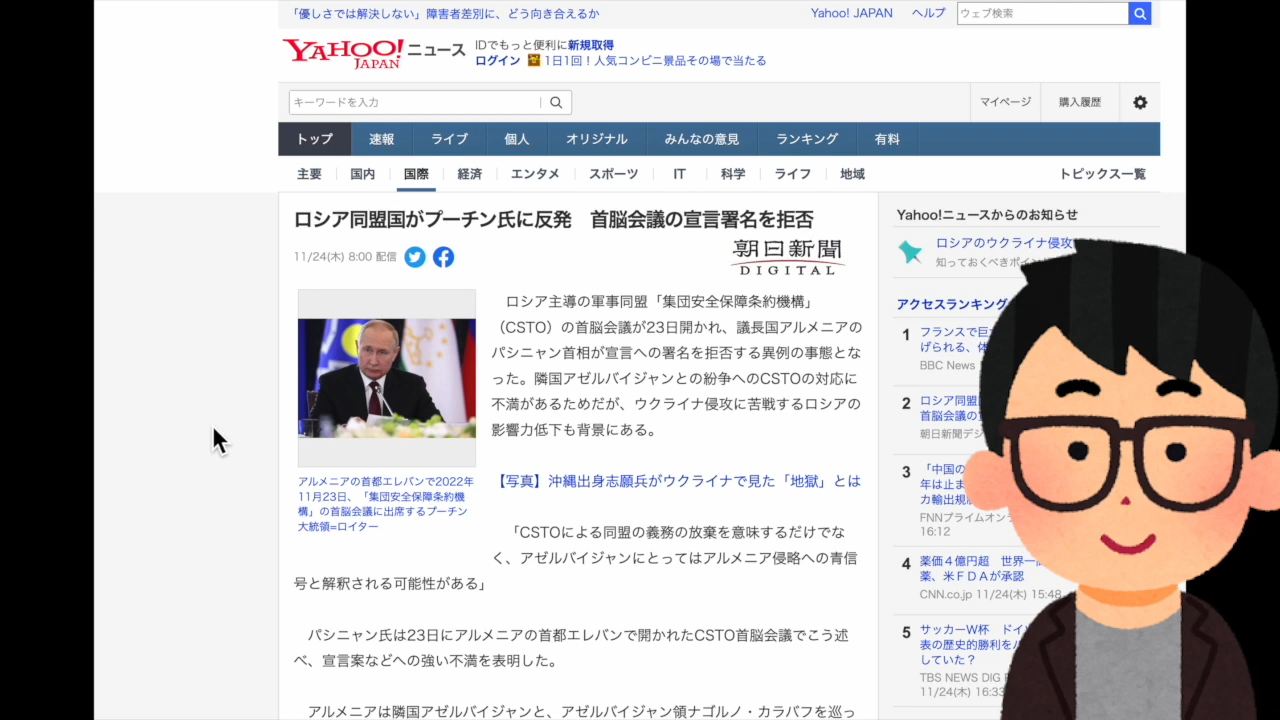 「優しさでは解決しない」障害者差別に、どう向き合えるか
Yahoo! JAPAN
ヘルプ
ウェブ検索
YAHOO! JAPAN ニュース
IDでもっと便利に新規取得
ログイン
1日1回！人気コンビニ景品その場で当たる
キーワードを入力
マイページ
購入履歴
トップ
速報
ライブ
個人
オリジナル
みんなの意見
ランキング
有料
主要
国内
国際
経済
エンタメ
スポーツ
IT
科学
ライフ
地域
トピックス一覧
ロシア同盟国がプーチン氏に反発　首脳会議の宣言署名を拒否
11/24(木) 8:00 配信
朝日新聞
DIGITAL
ロシア主導の軍事同盟「集団安全保障条約機構」
（CSTO）の首脳会議が23日開かれ、議長国アルメニアの
パシニャン首相が宣言への署名を拒否する異例の事態とな
った。隣国アゼルバイジャンとの紛争へのCSTOの対応に
不満があるためだが、ウクライナ侵攻に苦戦するロシアの
影響力低下も背景にある。
アルメニアの首都エレバンで2022年
11月23日、「集団安全保障条約機
構」の首脳会議に出席するプーチン
大統領=ロイター
【写真】沖縄出身志願兵がウクライナで見た「地獄」とは
「CSTOによる同盟の義務の放棄を意味するだけでな
く、アゼルバイジャンにとってはアルメニア侵略への青信
号と解釈される可能性がある」
パシニャン氏は23日にアルメニアの首都エレバンで開かれたCSTO首脳会議でこう述
べ、宣言案などへの強い不満を表明した。
アルメニアは隣国アゼルバイジャンと、アゼルバイジャン領ナゴルノ・カラバフを巡っ
Yahoo!ニュースからのお知らせ
ロシアのウクライナ侵攻
知っておくべきポイン
アクセスランキング
1
フランスで巨
げられる、体
BBC News
2
ロシア同盟
首脳会議の
朝日新聞デジ
3
「中国の
年は止ま
カ輸出規
FNNプライムオン
16:12
4
薬価４億円超　世界一
薬、米ＦＤＡが承認
CNN.co.jp 11/24(木) 15:48
5
サッカーＷ杯　ドイ
表の歴史的勝利を
していた？
TBS NEWS DIG
11/24(木) 16:33